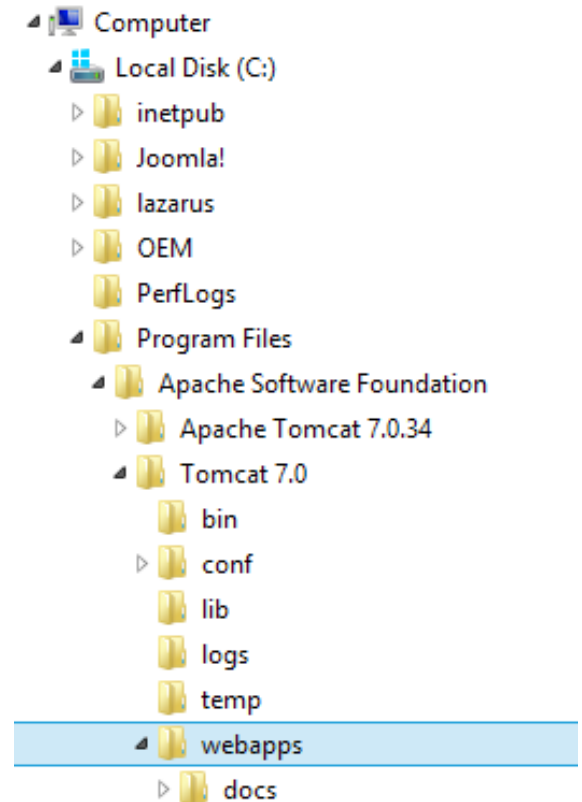 Computer
Local Disk (C:)
inetpub
Joomla!
lazarus
OEM
PerfLogs
Program Files
Apache Software Foundation
Apache Tomcat 7.0.34
Tomcat 7.0
bin
conf
lib
logs
temp
webapps
docs